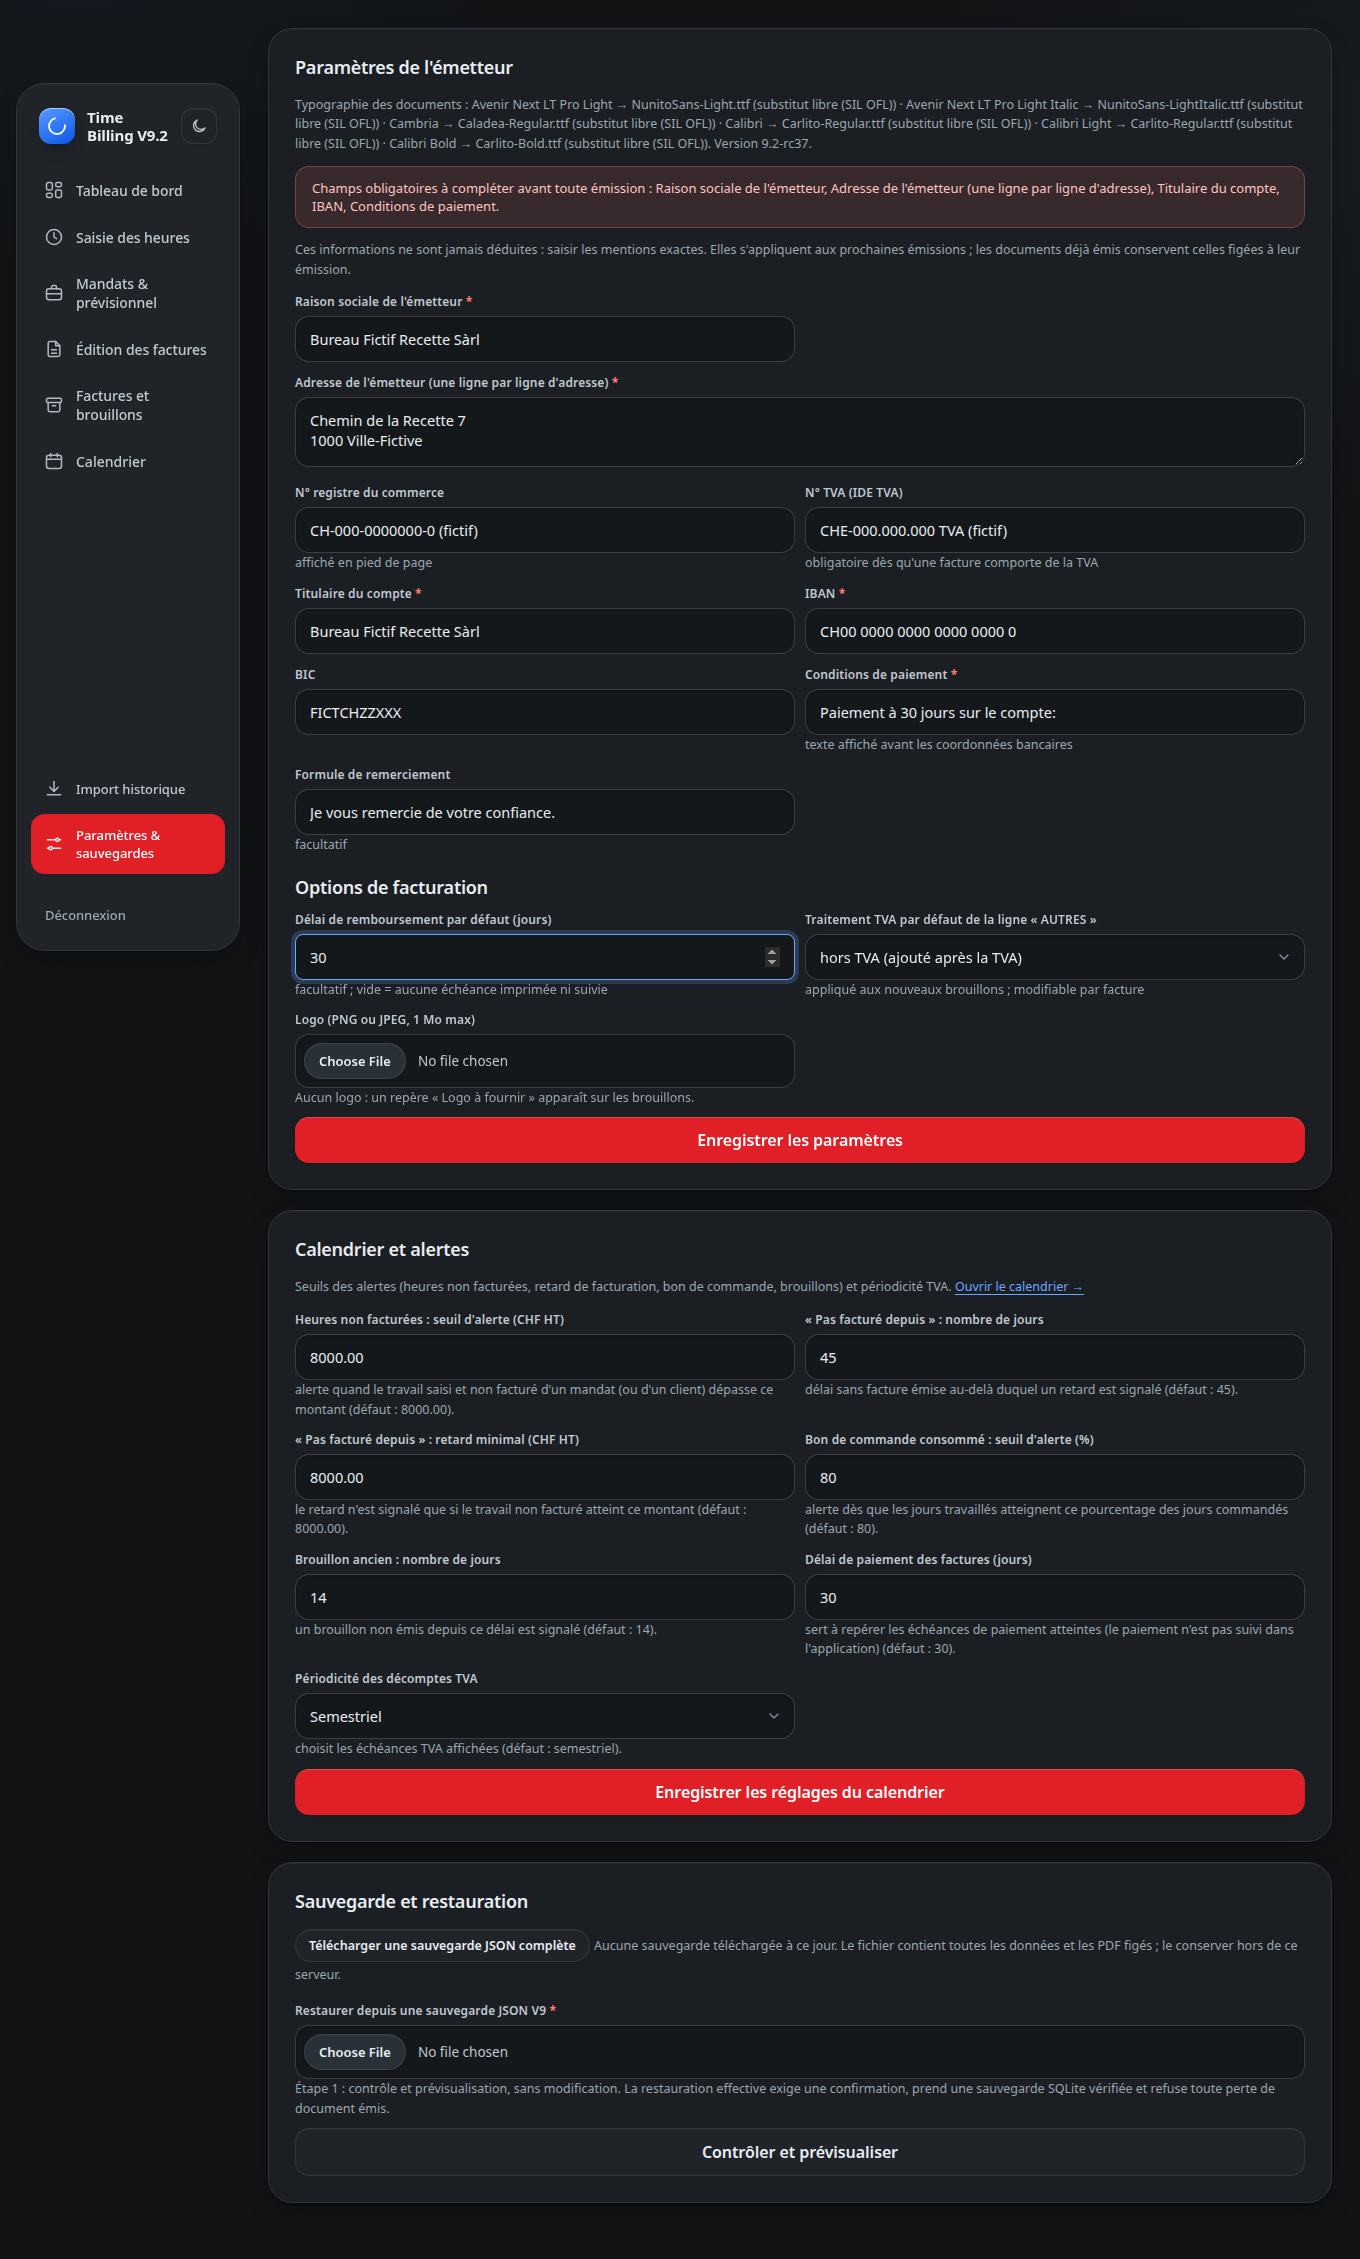 Time
Billing V9.2
Tableau de bord
Saisie des heures
Mandats &
prévisionnel
Édition des factures
Factures et
brouillons
Calendrier
Import historique
Paramètres &
sauvegardes
Déconnexion
Paramètres de l'émetteur
Typographie des documents : Avenir Next LT Pro Light → NunitoSans-Light.ttf (substitut libre (SIL OFL)) · Avenir Next LT Pro Light Italic → NunitoSans-LightItalic.ttf (substitut
libre (SIL OFL)) · Cambria → Caladea-Regular.ttf (substitut libre (SIL OFL)) · Calibri → Carlito-Regular.ttf (substitut libre (SIL OFL)) · Calibri Light → Carlito-Regular.ttf (substitut
libre (SIL OFL)) · Calibri Bold → Carlito-Bold.ttf (substitut libre (SIL OFL)). Version 9.2-rc37.
Champs obligatoires à compléter avant toute émission : Raison sociale de l'émetteur, Adresse de l'émetteur (une ligne par ligne d'adresse), Titulaire du compte,
IBAN, Conditions de paiement.
Ces informations ne sont jamais déduites : saisir les mentions exactes. Elles s'appliquent aux prochaines émissions ; les documents déjà émis conservent celles figées à leur
émission.
Raison sociale de l'émetteur *
Bureau Fictif Recette Sàrl
Adresse de l'émetteur (une ligne par ligne d'adresse) *
Chemin de la Recette 7
1000 Ville-Fictive
N° registre du commerce
CH-000-0000000-0 (fictif)
affiché en pied de page
N° TVA (IDE TVA)
CHE-000.000.000 TVA (fictif)
obligatoire dès qu'une facture comporte de la TVA
Titulaire du compte *
Bureau Fictif Recette Sàrl
IBAN *
CH00 0000 0000 0000 0000 0
BIC
FICTCHZZXXX
Conditions de paiement *
Paiement à 30 jours sur le compte:
texte affiché avant les coordonnées bancaires
Formule de remerciement
Je vous remercie de votre confiance.
facultatif
Options de facturation
Délai de remboursement par défaut (jours)
30
facultatif ; vide = aucune échéance imprimée ni suivie
Traitement TVA par défaut de la ligne « AUTRES »
hors TVA (ajouté après la TVA)
appliqué aux nouveaux brouillons ; modifiable par facture
Logo (PNG ou JPEG, 1 Mo max)
Choose File No file chosen
Aucun logo : un repère « Logo à fournir » apparaît sur les brouillons.
Enregistrer les paramètres
Calendrier et alertes
Seuils des alertes (heures non facturées, retard de facturation, bon de commande, brouillons) et périodicité TVA. Ouvrir le calendrier →
Heures non facturées : seuil d'alerte (CHF HT)
8000.00
alerte quand le travail saisi et non facturé d'un mandat (ou d'un client) dépasse ce
montant (défaut : 8000.00).
« Pas facturé depuis » : nombre de jours
45
délai sans facture émise au-delà duquel un retard est signalé (défaut : 45).
« Pas facturé depuis » : retard minimal (CHF HT)
8000.00
le retard n'est signalé que si le travail non facturé atteint ce montant (défaut :
8000.00).
Bon de commande consommé : seuil d'alerte (%)
80
alerte dès que les jours travaillés atteignent ce pourcentage des jours commandés
(défaut : 80).
Brouillon ancien : nombre de jours
14
un brouillon non émis depuis ce délai est signalé (défaut : 14).
Délai de paiement des factures (jours)
30
sert à repérer les échéances de paiement atteintes (le paiement n'est pas suivi dans
l'application) (défaut : 30).
Périodicité des décomptes TVA
Semestriel
choisit les échéances TVA affichées (défaut : semestriel).
Enregistrer les réglages du calendrier
Sauvegarde et restauration
Télécharger une sauvegarde JSON complète Aucune sauvegarde téléchargée à ce jour. Le fichier contient toutes les données et les PDF figés ; le conserver hors de ce
serveur.
Restaurer depuis une sauvegarde JSON V9 *
Choose File No file chosen
Étape 1 : contrôle et prévisualisation, sans modification. La restauration effective exige une confirmation, prend une sauvegarde SQLite vérifiée et refuse toute perte de
document émis.
Contrôler et prévisualiser